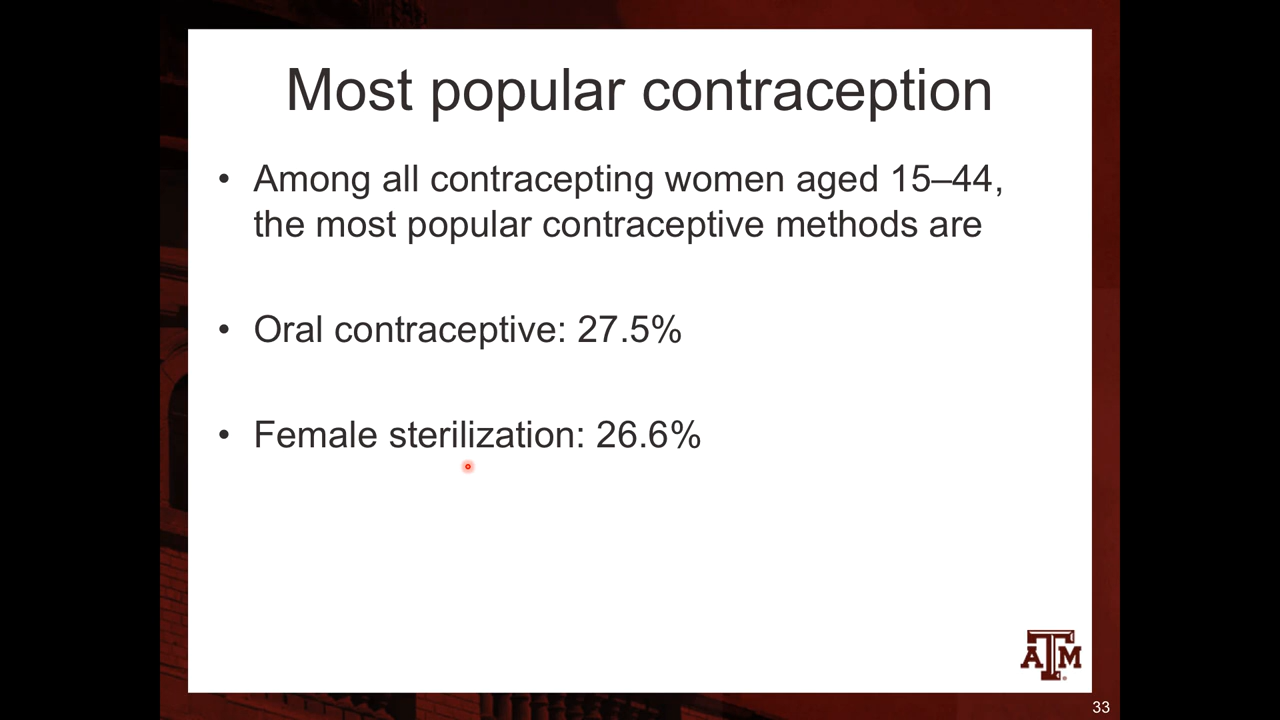 Most popular contraception
• Among all contracepting women aged 15–44,
the most popular contraceptive methods are
• Oral contraceptive: 27.5%
• Female sterilization: 26.6%
ATM
33